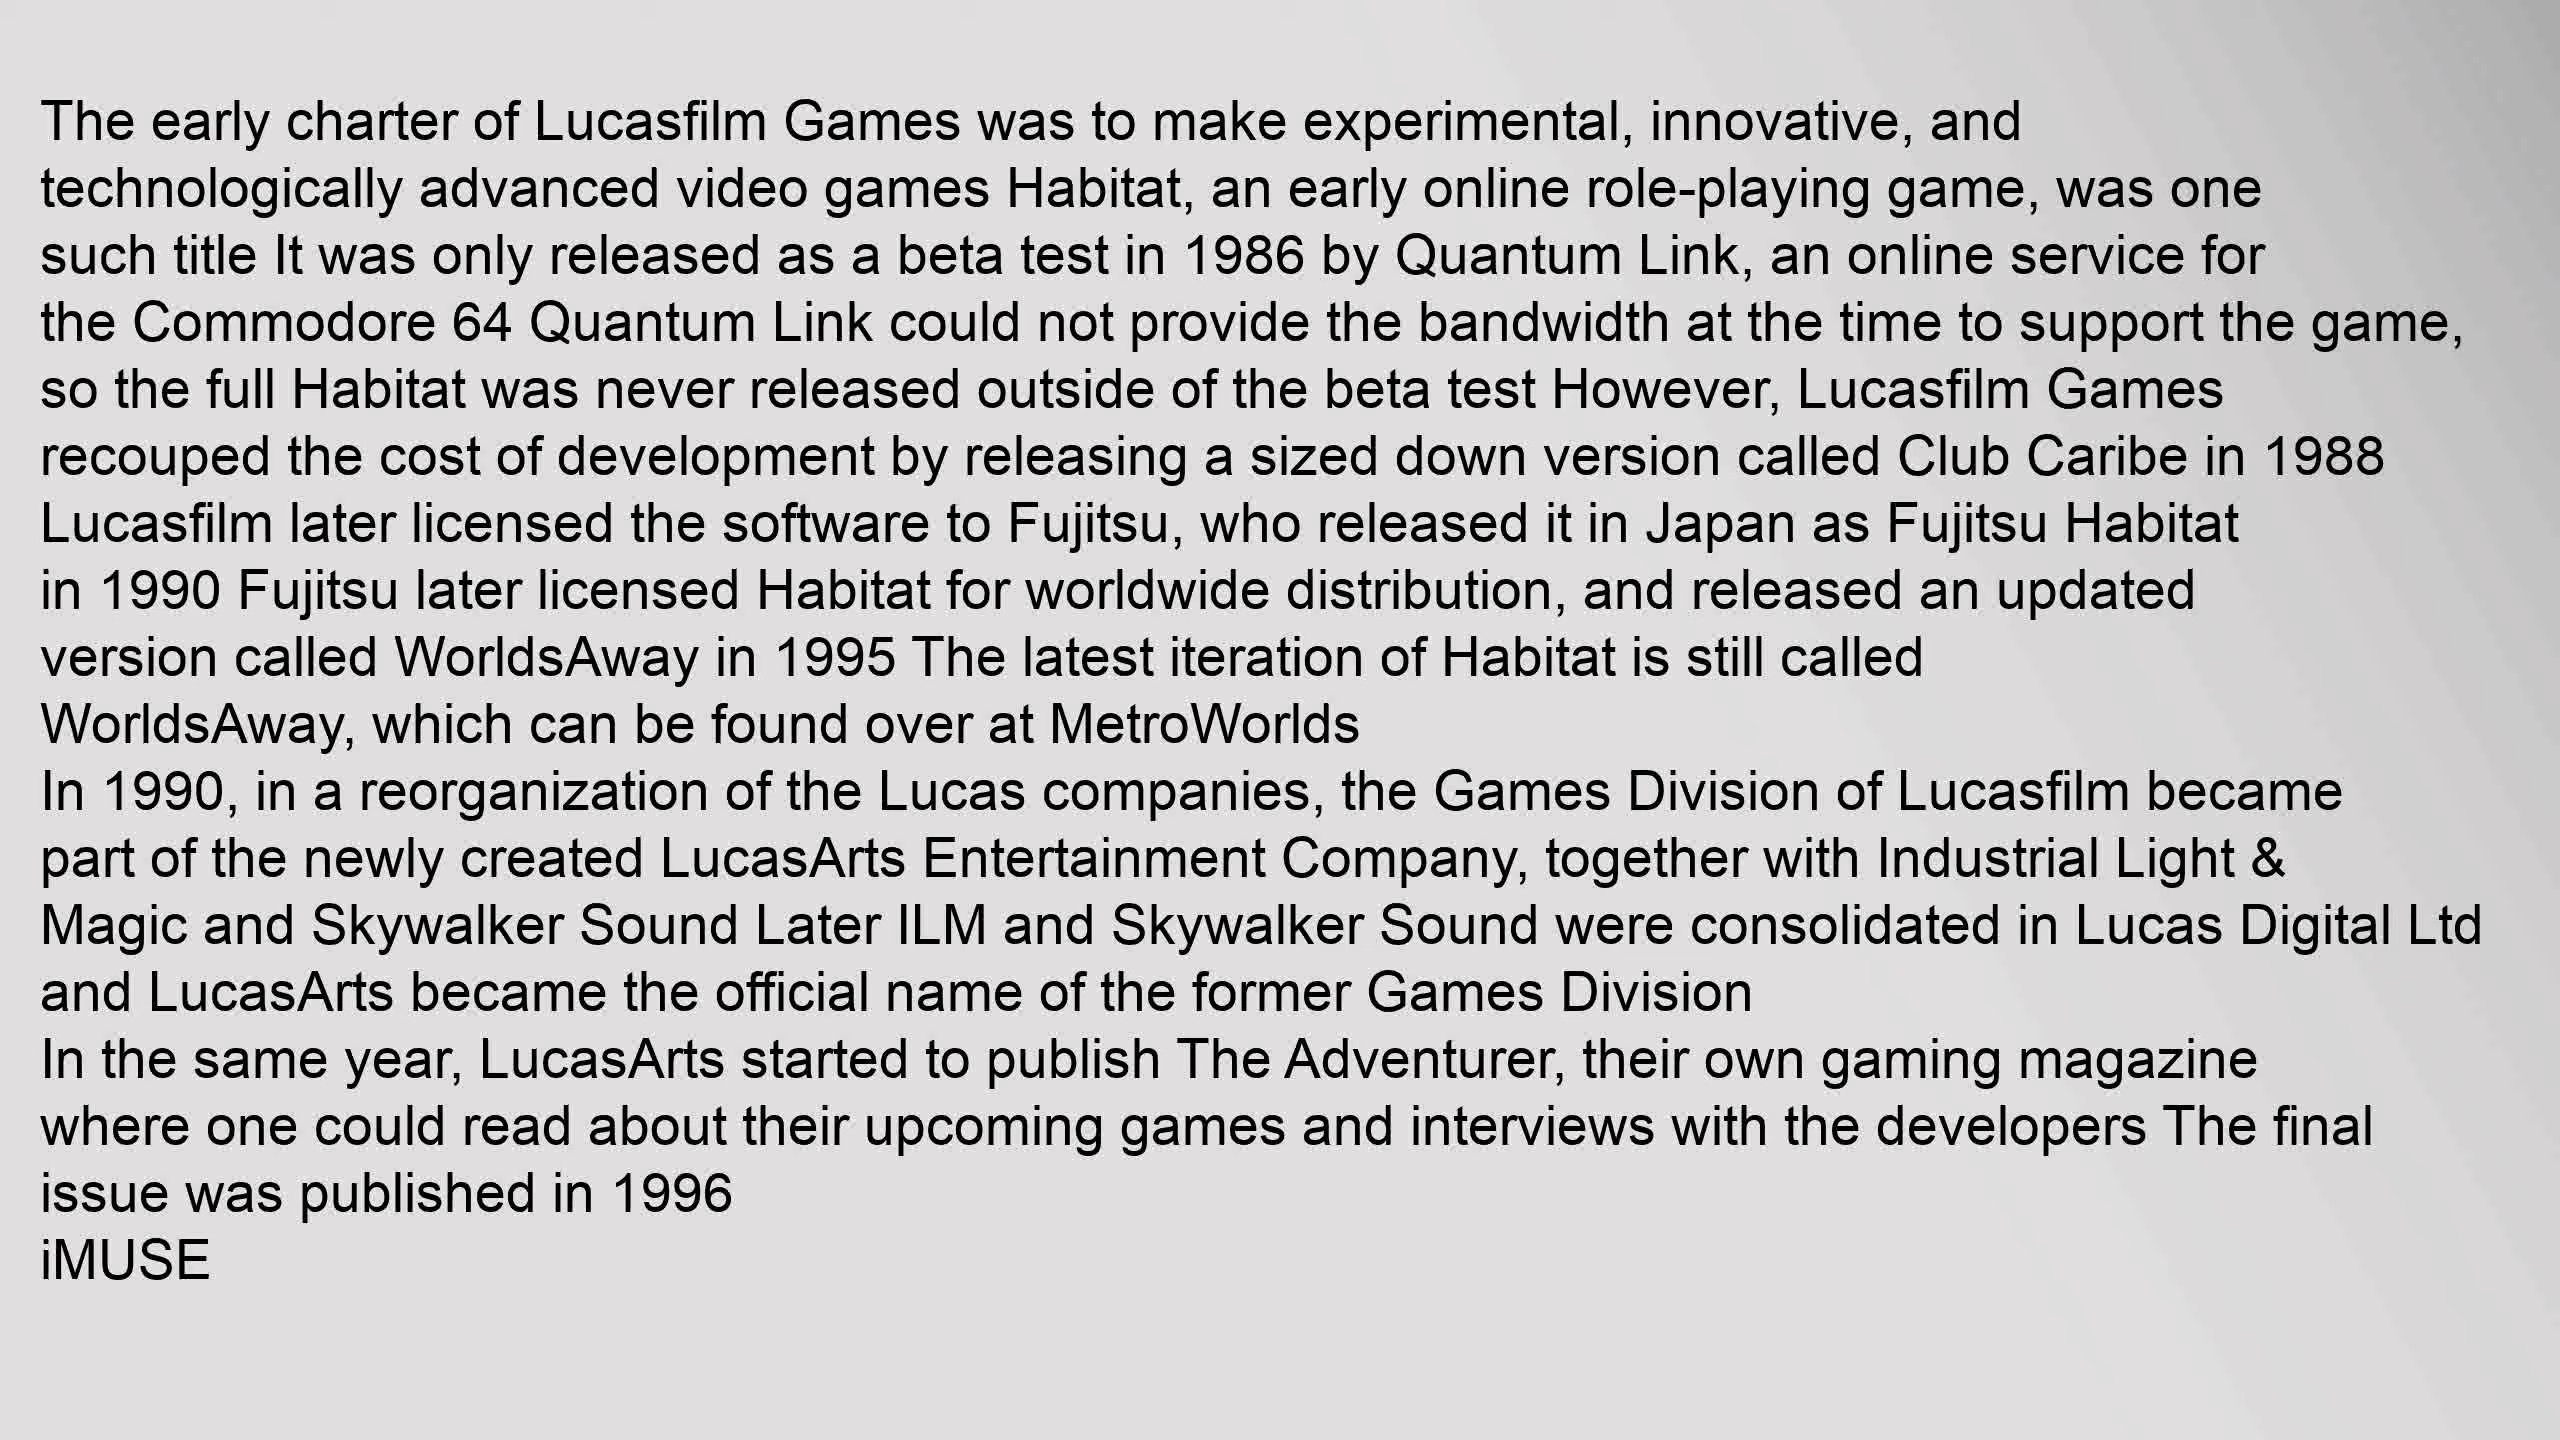 The early charter of Lucasfilm Games was to make experimental, innovative, and
technologically advanced video games Habitat, an early online role-playing game, was one
such title It was only released as a beta test in 1986 by Quantum Link, an online service for
the Commodore 64 Quantum Link could not provide the bandwidth at the time to support the game,
so the full Habitat was never released outside of the beta test However, Lucasfilm Games
recouped the cost of development by releasing a sized down version called Club Caribe in 1988
Lucasfilm later licensed the software to Fujitsu, who released it in Japan as Fujitsu Habitat
in 1990 Fujitsu later licensed Habitat for worldwide distribution, and released an updated
version called WorldsAway in 1995 The latest iteration of Habitat is still called
WorldsAway, which can be found over at MetroWorlds
In 1990, in a reorganization of the Lucas companies, the Games Division of Lucasfilm became
part of the newly created LucasArts Entertainment Company, together with Industrial Light &
Magic and Skywalker Sound Later ILM and Skywalker Sound were consolidated in Lucas Digital Ltd
and LucasArts became the official name of the former Games Division
In the same year, LucasArts started to publish The Adventurer, their own gaming magazine
where one could read about their upcoming games and interviews with the developers The final
issue was published in 1996
iMUSE